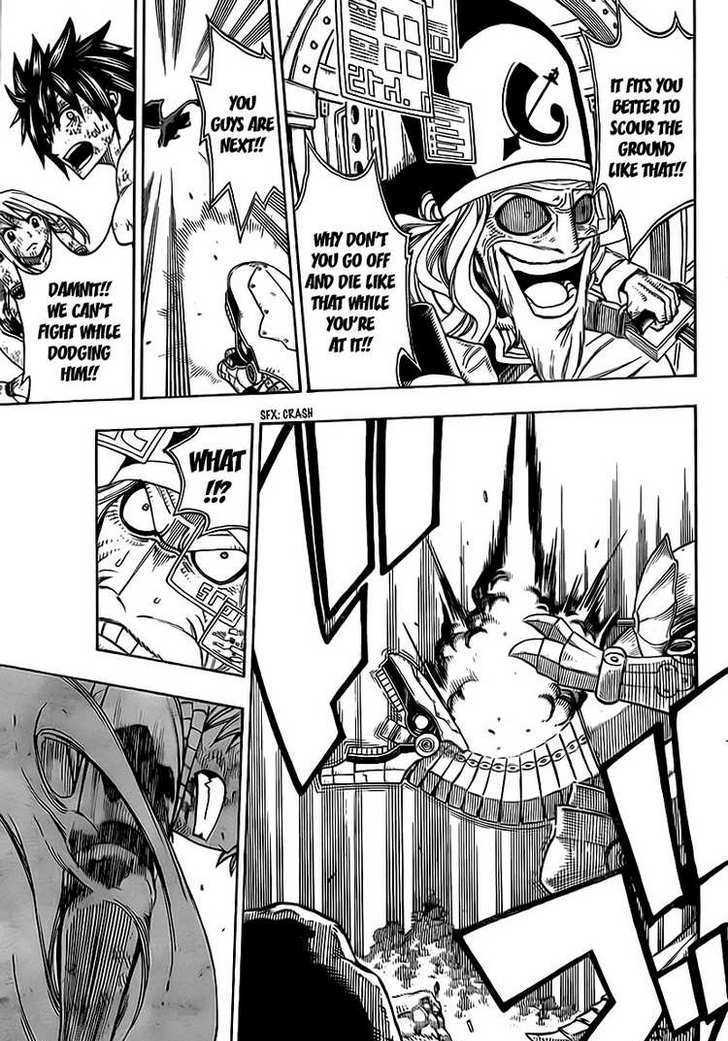 IT FITS YOU
BETTER TO
SCOUR THE
GROUND
LIKE THAT!!
WHY DON'T
YOU GO OFF
AND DIE LIKE
THAT WHILE
YOU'RE
AT IT!!
YOU
GUYS ARE
NEXT!!
DAMNIT!!
WE CAN'T
FIGHT WHILE
DODGING
HIM!!
SFX: CRASH
WHAT
!!?